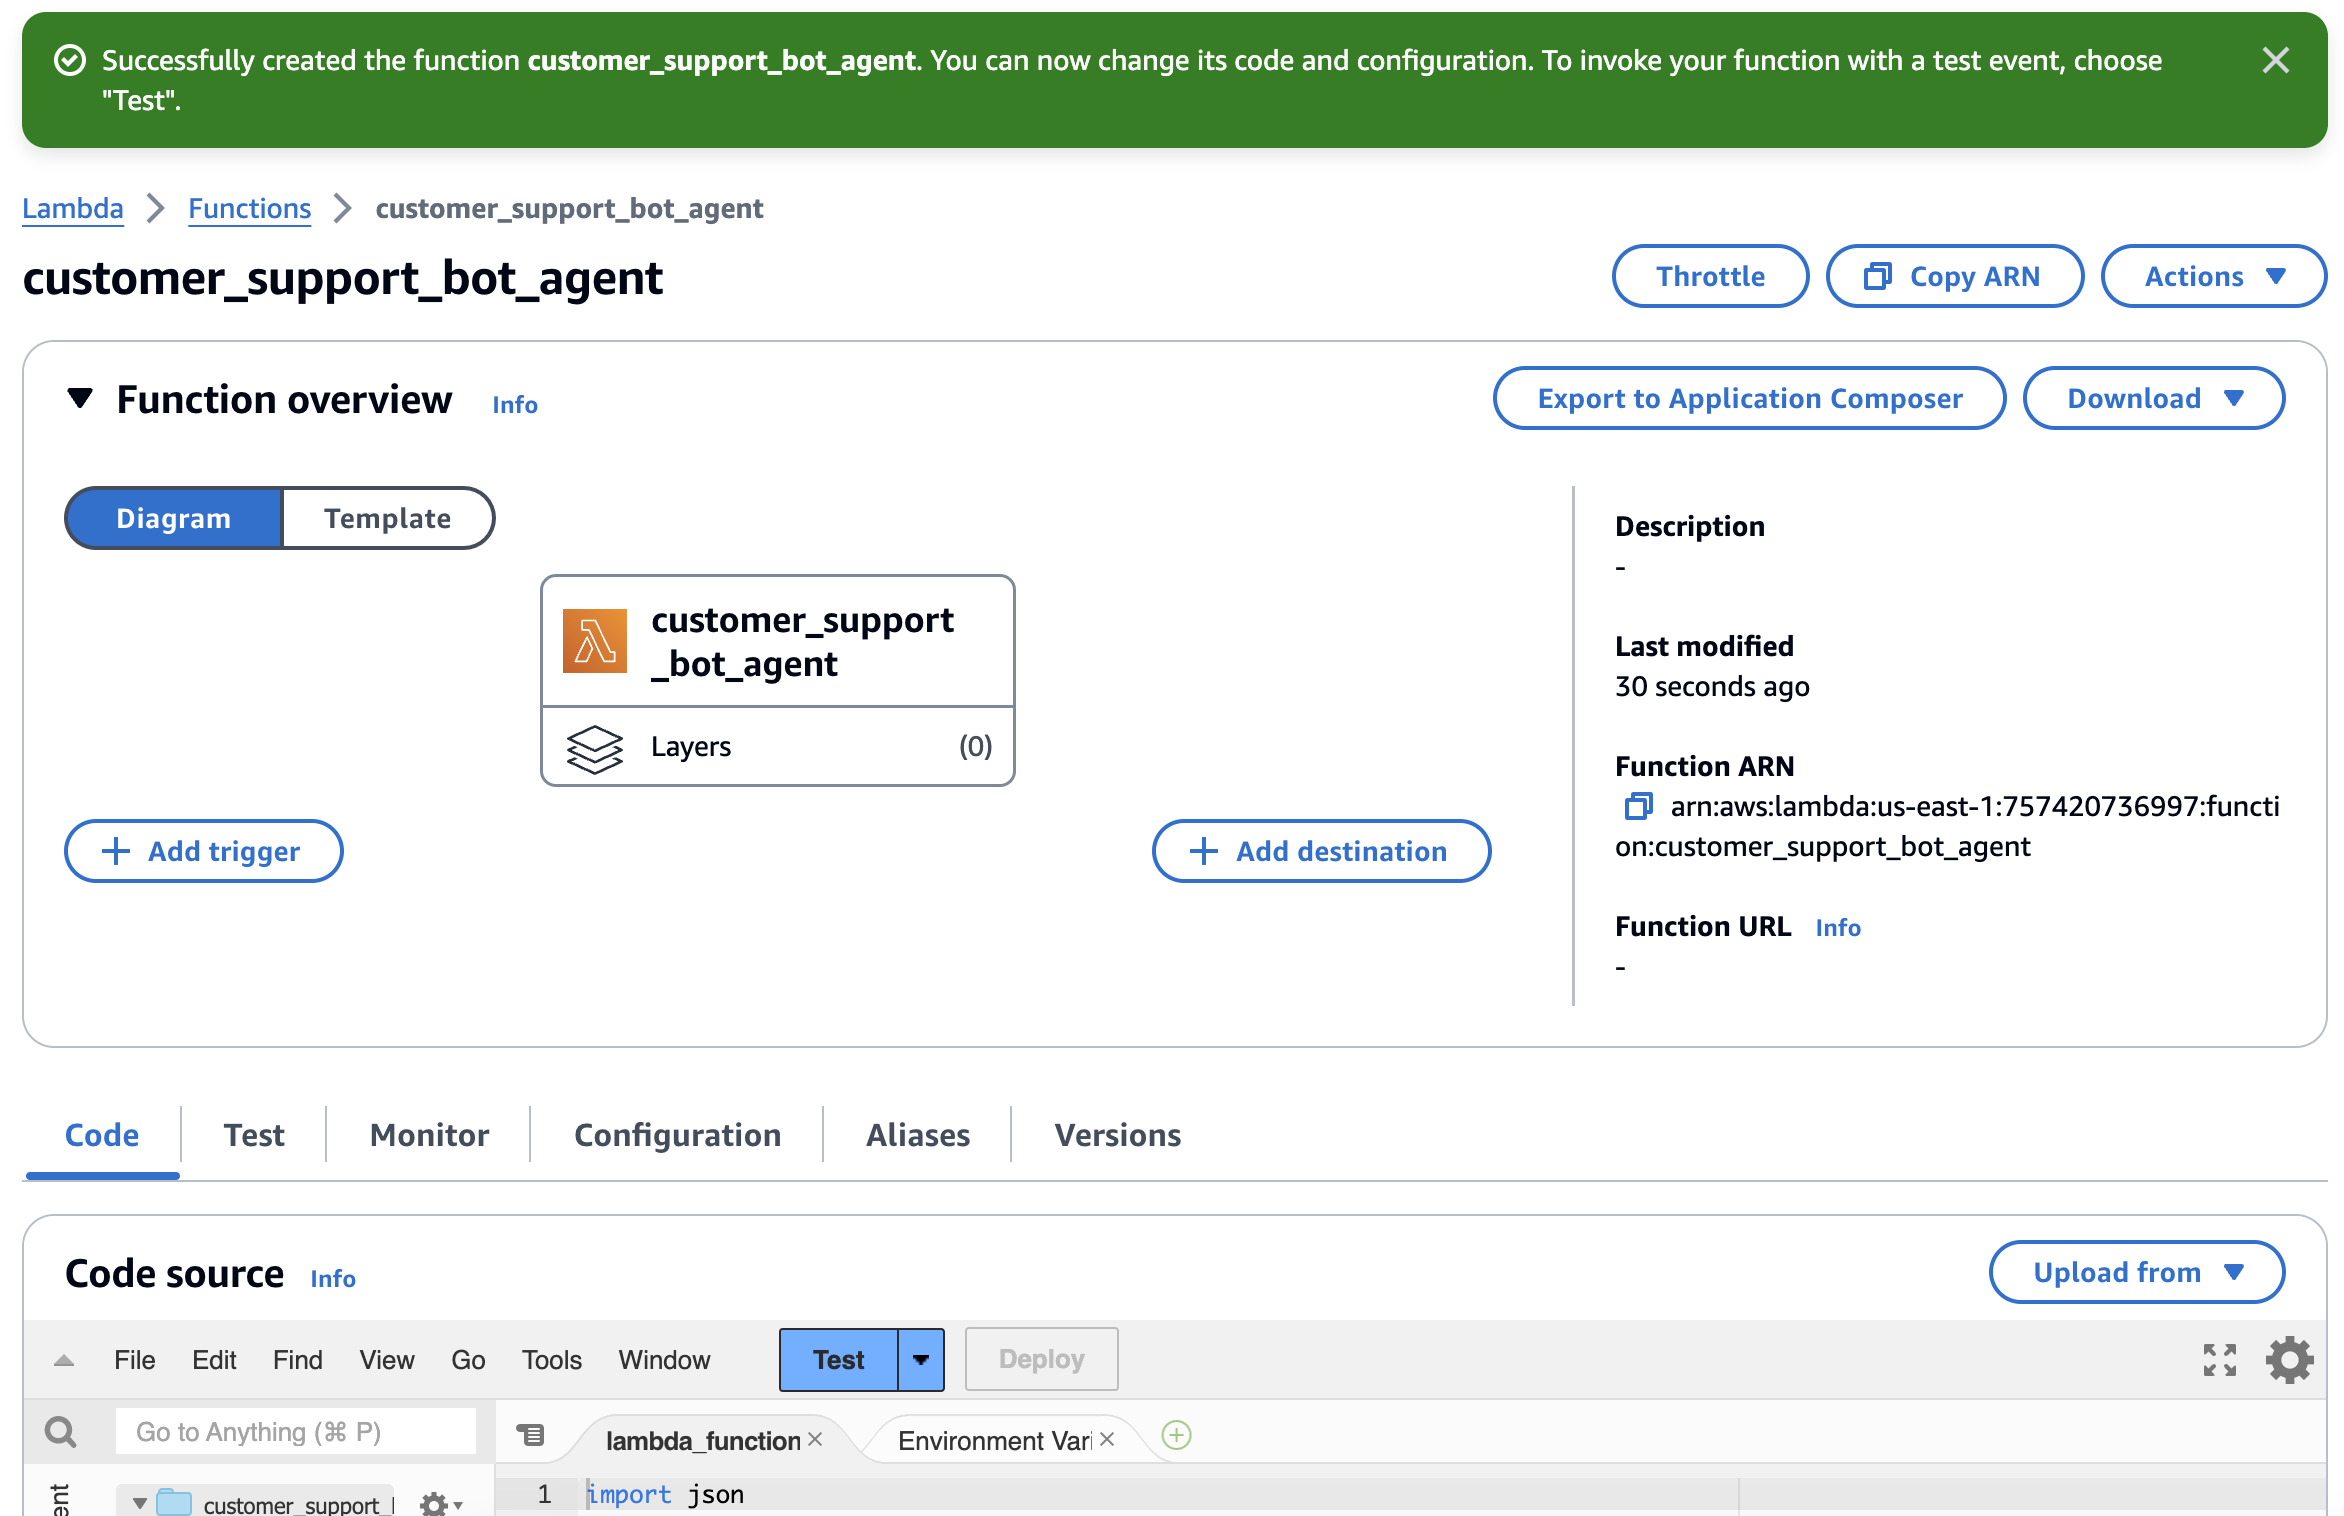 Successfully created the function customer_support_bot_agent. You can now change its code and configuration. To invoke your function with a test event, choose
"Test".
Lambda
Functions
customer_support_bot_agent
customer_support_bot_agent
Throttle
Copy ARN
Actions
Function overview
Info
Export to Application Composer
Download
Diagram
Template
customer_support
_bot_agent
Layers
(0)
Add trigger
Add destination
Description
-
Last modified
30 seconds ago
Function ARN
arn:aws:lambda:us-east-1:757420736997:functi
on:customer_support_bot_agent
Function URL Info
-
Code
Test
Monitor
Configuration
Aliases
Versions
Code source
Info
Upload from
File
Edit
Find
View
Go
Tools
Window
Test
Deploy
Go to Anything (⌘ P)
lambda_function
Environment Vari
ent
customer_support_
1
import json